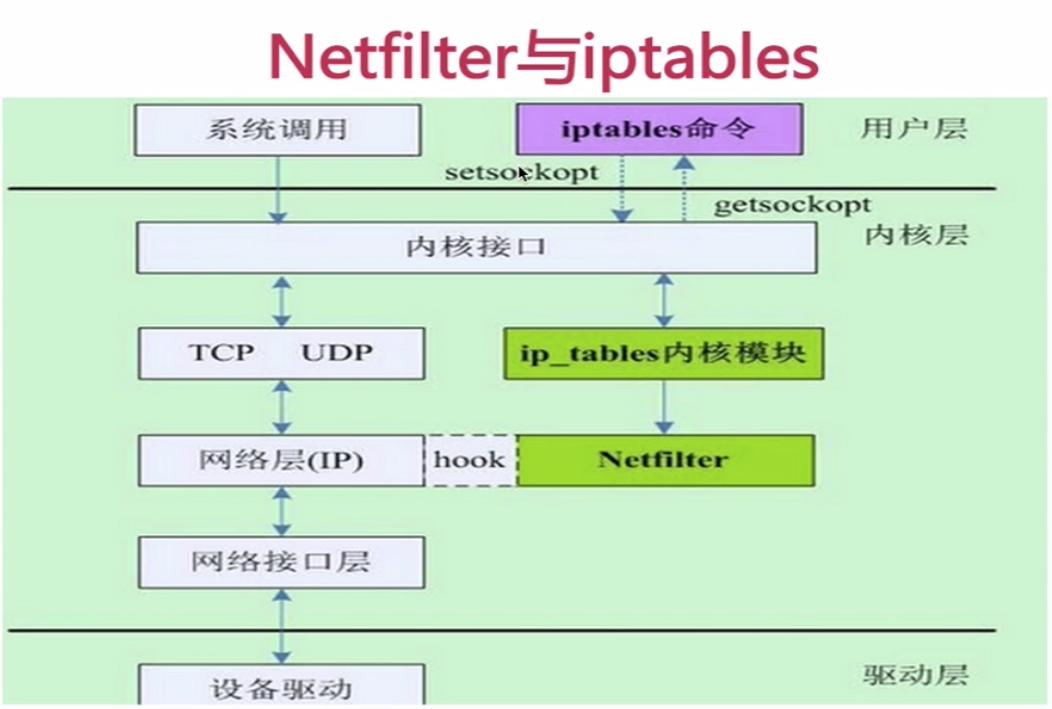 Netfilter与iptables
系统调用
iptables命令
用户层
setsockopt
getsockopt
内核层
内核接口
TCP UDP
ip_tables内核模块
网络层(IP)
hook
Netfilter
网络接口层
驱动层
设备驱动